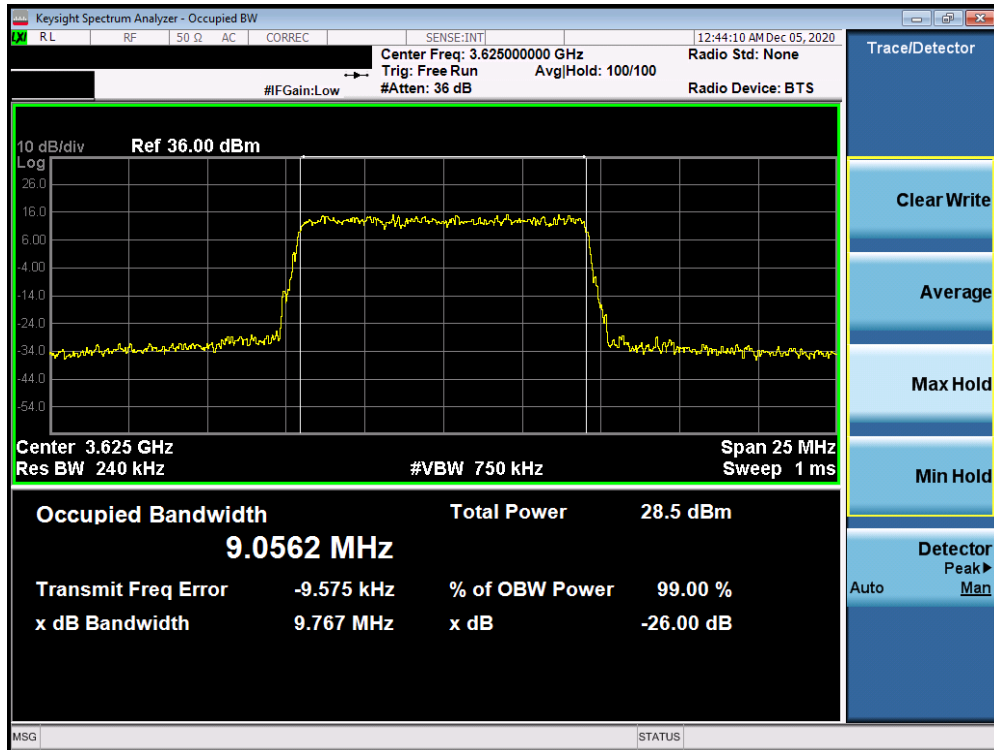 Keysight Spectrum Analyzer - Occupied BW
LXI RL RF 50 Ω AC CORREC SENSE:INT 12:44:10 AM Dec 05, 2020
Center Freq: 3.625000000 GHz Radio Std: None
Trig: Free Run Avg|Hold: 100/100
#IFGain:Low #Atten: 36 dB Radio Device: BTS
10 dB/div Ref 36.00 dBm
Log
26.0
16.0
6.00
-4.00
-14.0
-24.0
-34.0
-44.0
-54.0
Center 3.625 GHz Span 25 MHz
Res BW 240 kHz #VBW 750 kHz Sweep 1 ms
Occupied Bandwidth Total Power 28.5 dBm
9.0562 MHz
Transmit Freq Error -9.575 kHz % of OBW Power 99.00 %
x dB Bandwidth 9.767 MHz x dB -26.00 dB
Trace/Detector
Clear Write
Average
Max Hold
Min Hold
Detector
Peak▶
Auto Man
MSG STATUS